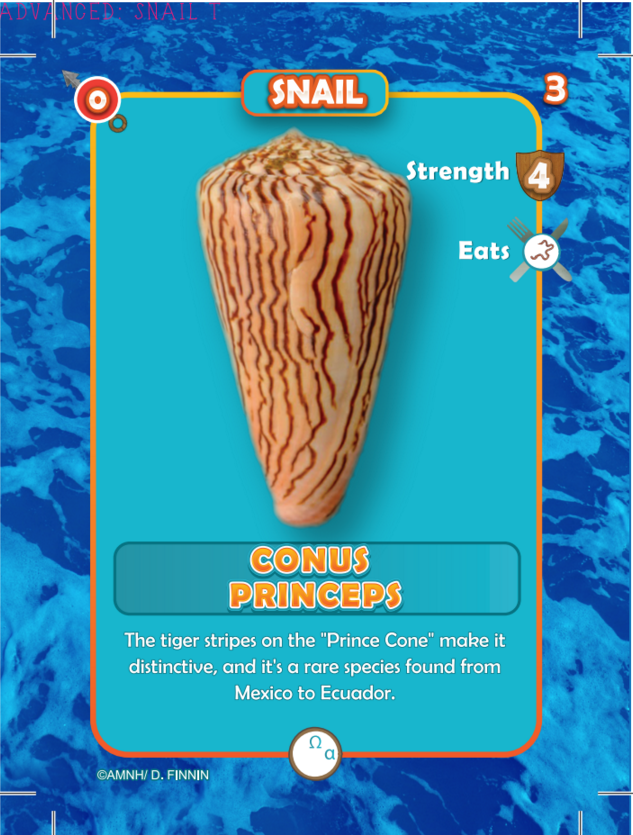 ADVANCED: SNAIL T
0
SNAIL
3
Strength 4
Eats
CONUS
PRINCEPS
The tiger stripes on the "Prince Cone" make it
distinctive, and it's a rare species found from
Mexico to Ecuador.
Ω α
©AMNH/ D. FINNIN